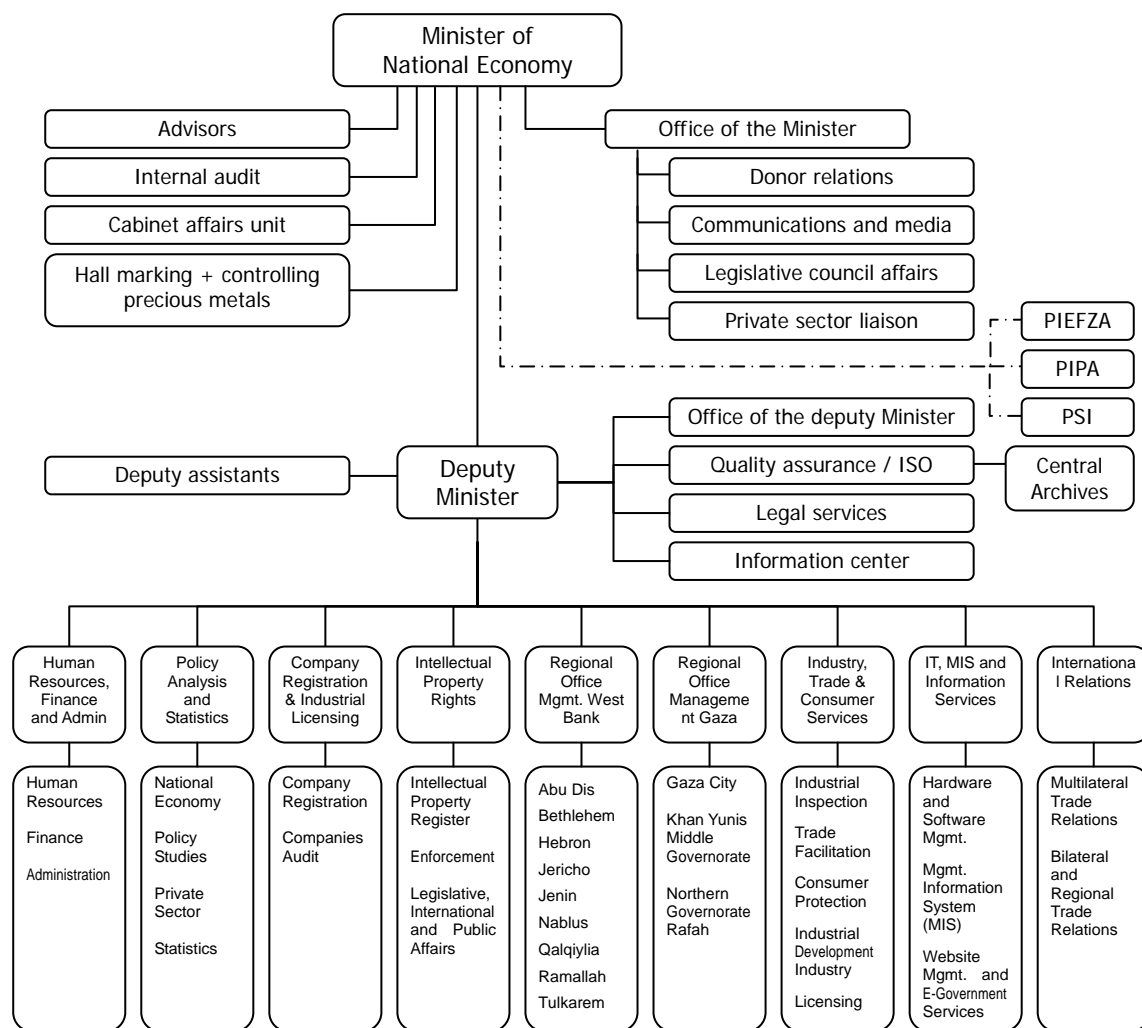 Minister of
National Economy
Advisors
Office of the Minister
Internal audit
Donor relations
Cabinet affairs unit
Communications and media
Hall marking + controlling
precious metals
Legislative council affairs
Private sector liaison
PIEFZA
PIPA
PSI
Office of the deputy Minister
Deputy assistants
Deputy
Minister
Quality assurance / ISO
Central
Archives
Legal services
Information center
Human
Resources,
Finance
and Admin
Policy
Analysis
and
Statistics
Company
Registration
& Industrial
Licensing
Intellectual
Property
Rights
Regional
Office
Mgmt. West
Bank
Regional
Office
Manageme
nt Gaza
Industry,
Trade &
Consumer
Services
IT, MIS and
Information
Services
Internationa
l Relations
Human
Resources
Finance
Administration
National
Economy
Policy
Studies
Private
Sector
Statistics
Company
Registration
Companies
Audit
Intellectual
Property
Register
Enforcement
Legislative,
International
and Public
Affairs
Abu Dis
Bethlehem
Hebron
Jericho
Jenin
Nablus
Qalqiylia
Ramallah
Tulkarem
Gaza City
Khan Yunis
Middle
Governorate
Northern
Governorate
Rafah
Industrial
Inspection
Trade
Facilitation
Consumer
Protection
Industrial
Development
Industry
Licensing
Hardware
and
Software
Mgmt.
Mgmt.
Information
System
(MIS)
Website
Mgmt. and
E-Government
Services
Multilateral
Trade
Relations
Bilateral
and
Regional
Trade
Relations